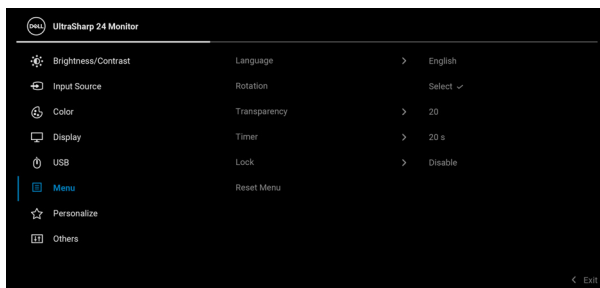 DELL UltraSharp 24 Monitor
Brightness/Contrast Language > English
Input Source Rotation Select ✓
Color Transparency > 20
Display Timer > 20 s
USB Lock > Disable
Menu Reset Menu
Personalize
Others
< Exit